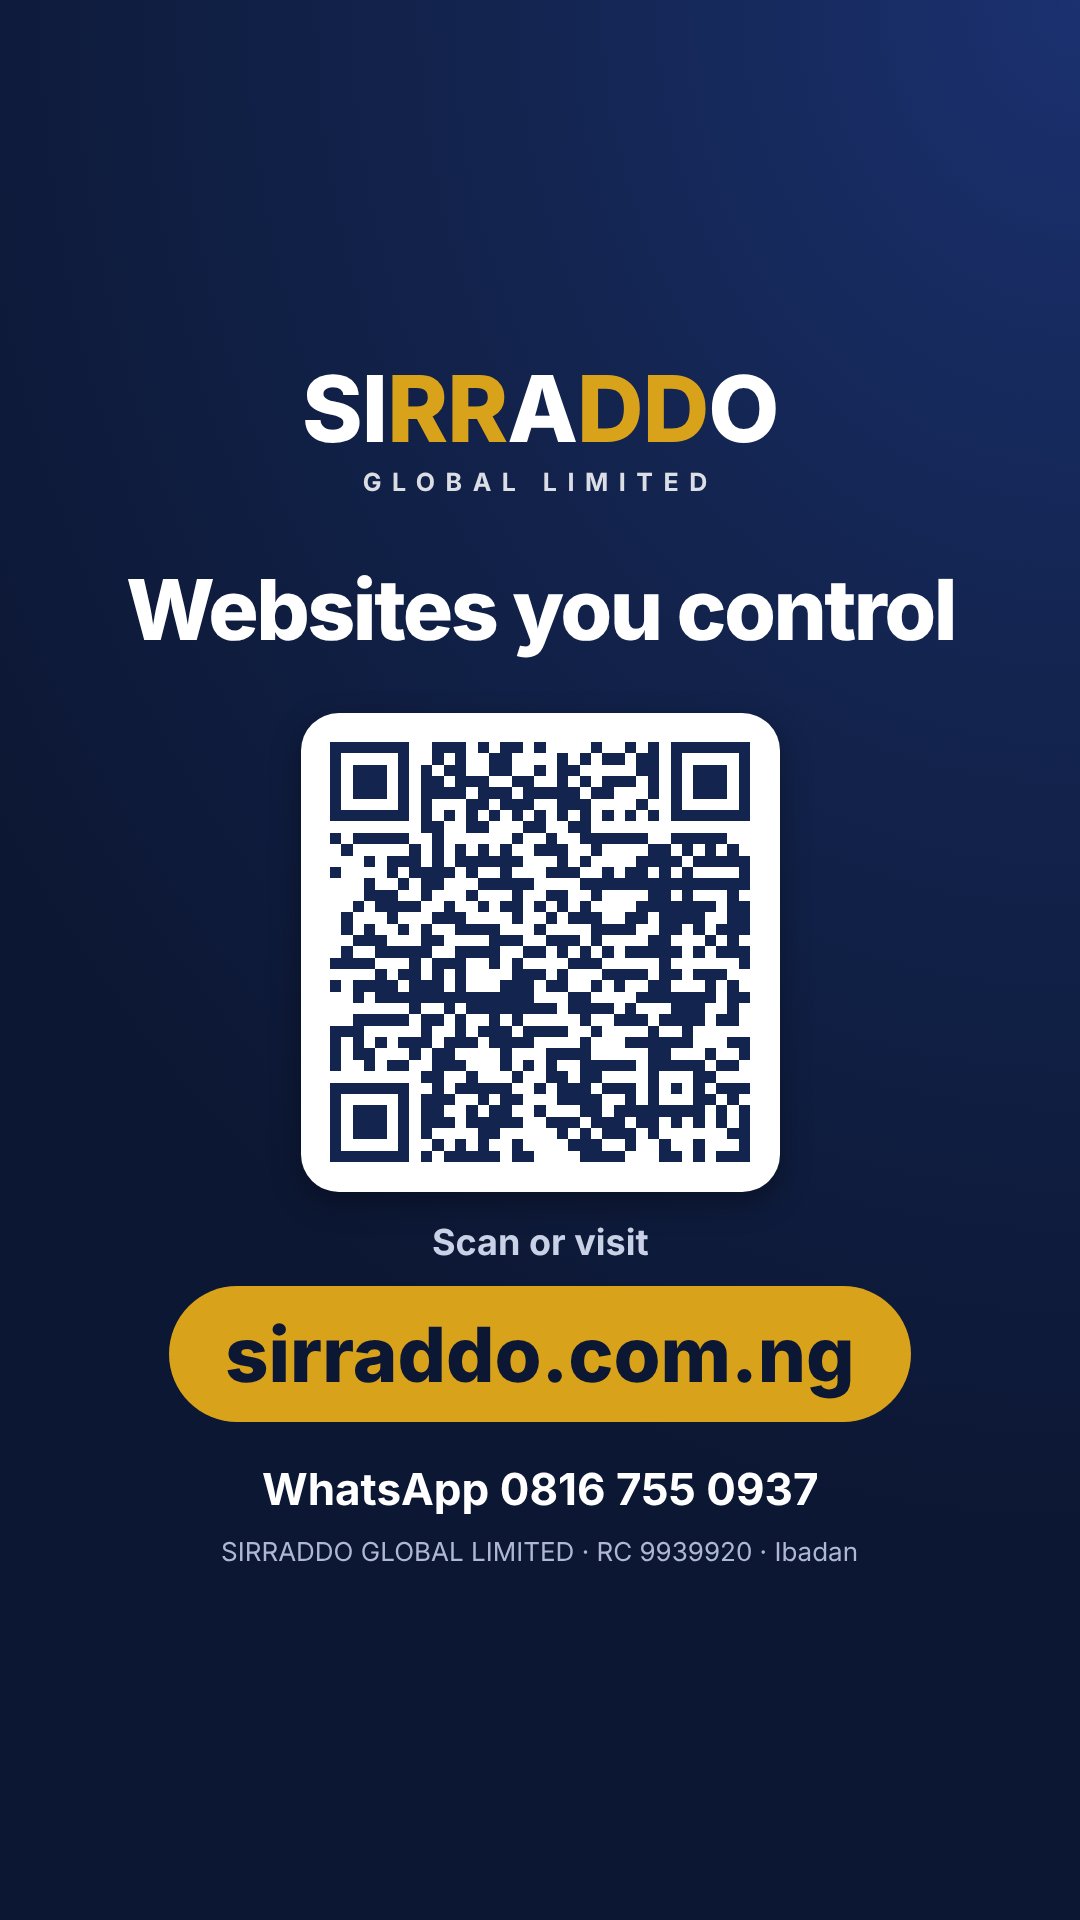 SIRRADDO
GLOBAL LIMITED
Websites you control
Scan or visit
sirraddo.com.ng
WhatsApp 0816 755 0937
SIRRADDO GLOBAL LIMITED · RC 9939920 · Ibadan